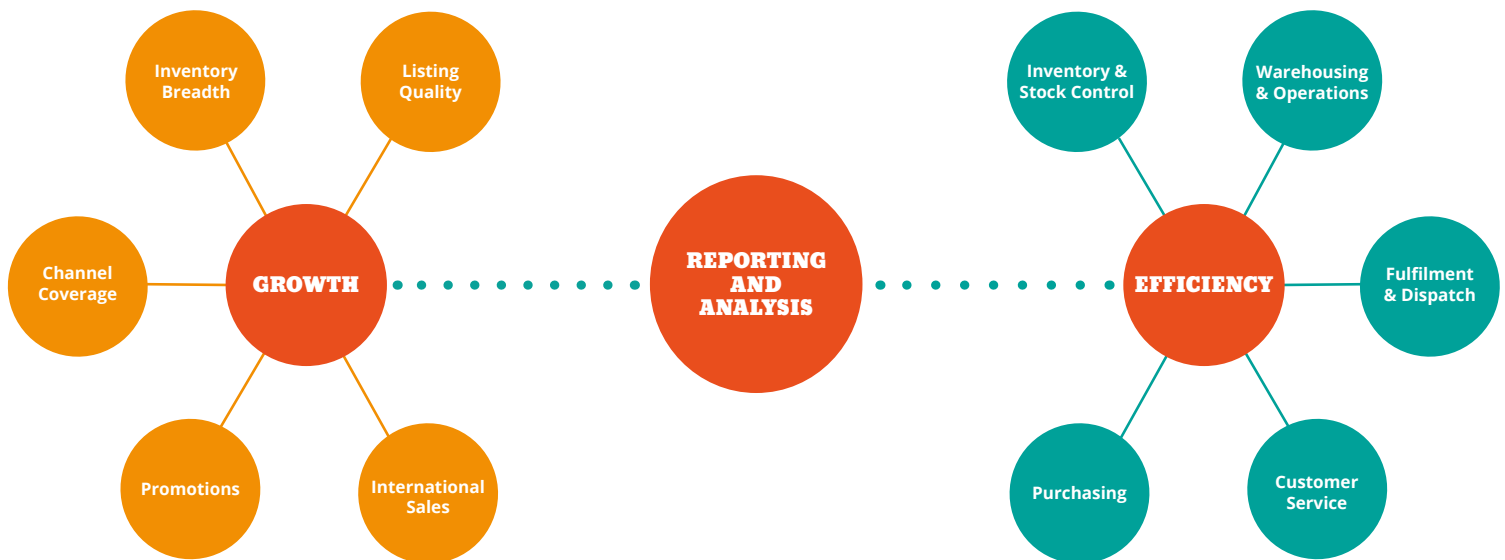 Inventory
Breadth
Listing
Quality
Channel
Coverage
GROWTH
Promotions
International
Sales
REPORTING
AND
ANALYSIS
Inventory &
Stock Control
Warehousing
& Operations
EFFICIENCY
Fulfilment
& Dispatch
Purchasing
Customer
Service